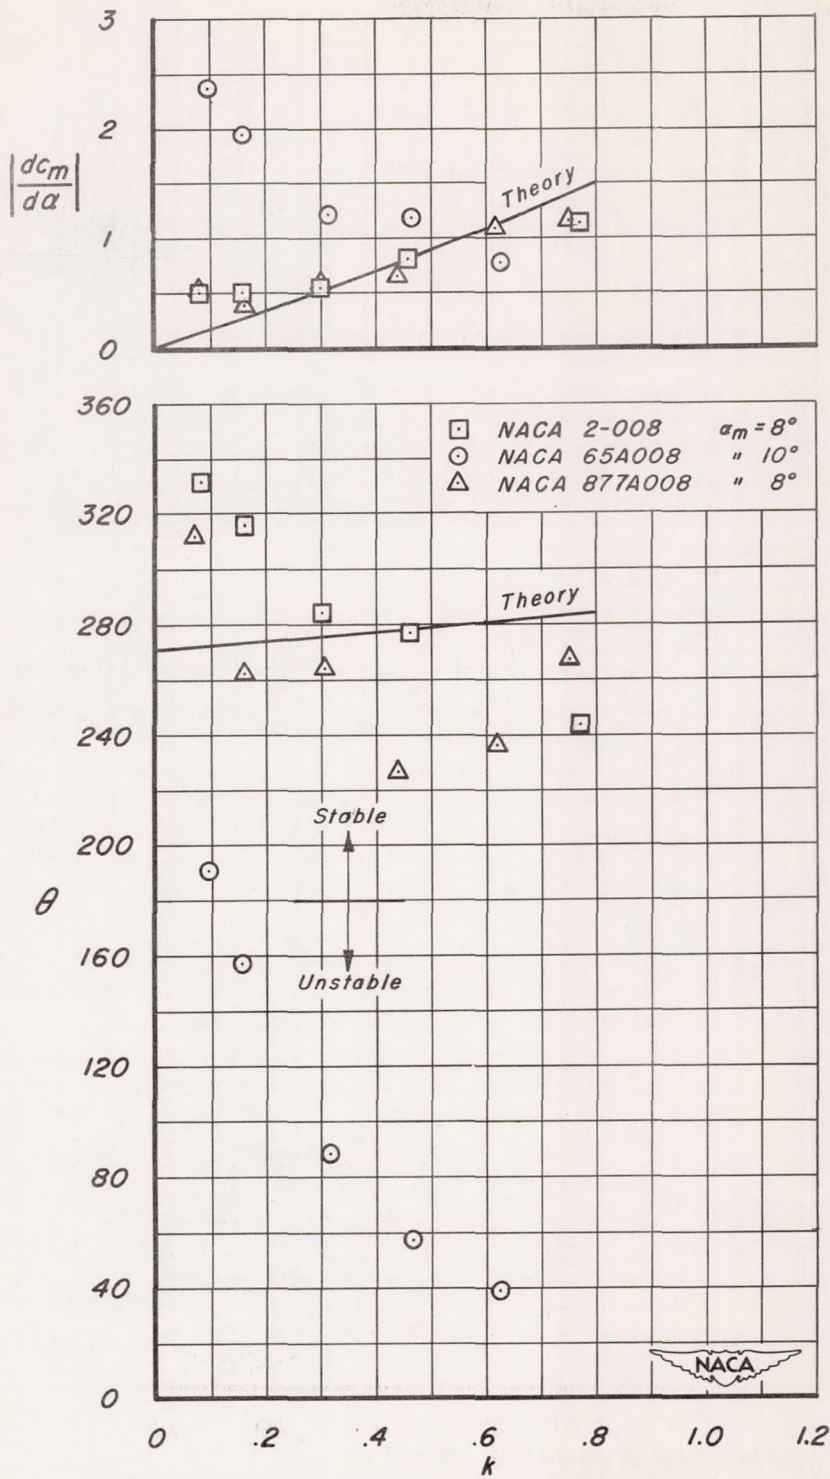 3
2
1
0
|dc_m/dα|
Theory
360
320
280
240
200
160
120
80
40
0
θ
□ NACA 2-008 α_m = 8°
⊙ NACA 65A008 " 10°
△ NACA 877A008 " 8°
Theory
Stable
Unstable
NACA
0 .2 .4 .6 .8 1.0 1.2
k